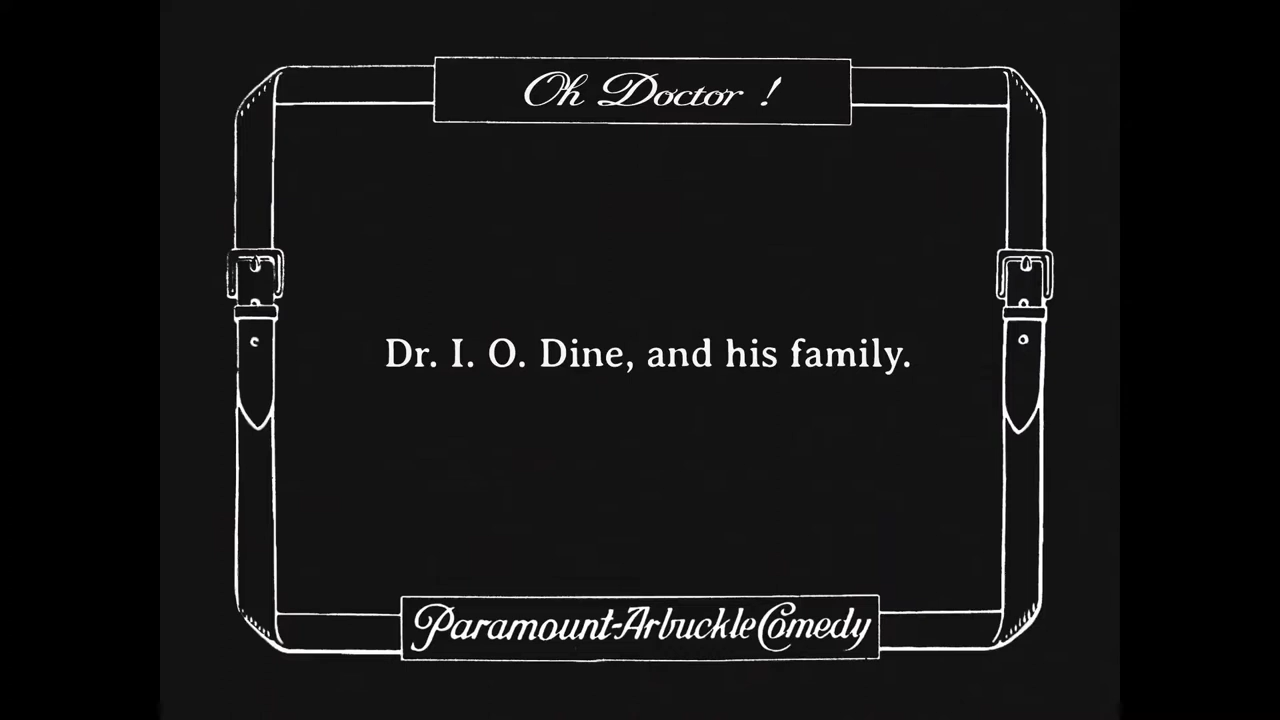 Oh Doctor !
Dr. I. O. Dine, and his family.
Paramount-Arbuckle Comedy